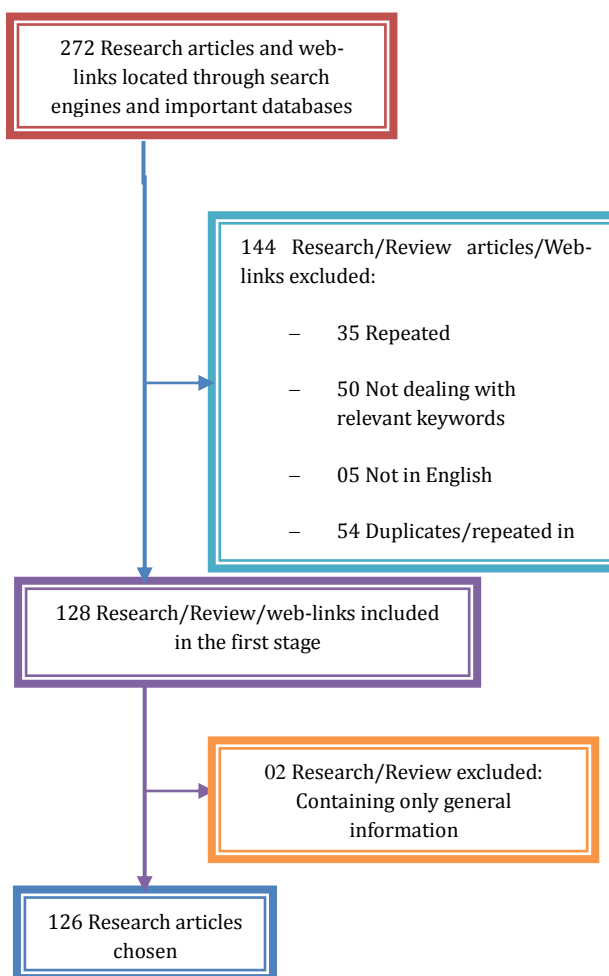 272 Research articles and web-
links located through search
engines and important databases
144 Research/Review articles/Web-
links excluded:
– 35 Repeated
– 50 Not dealing with
relevant keywords
– 05 Not in English
– 54 Duplicates/repeated in
128 Research/Review/web-links included
in the first stage
02 Research/Review excluded:
Containing only general
information
126 Research articles
chosen